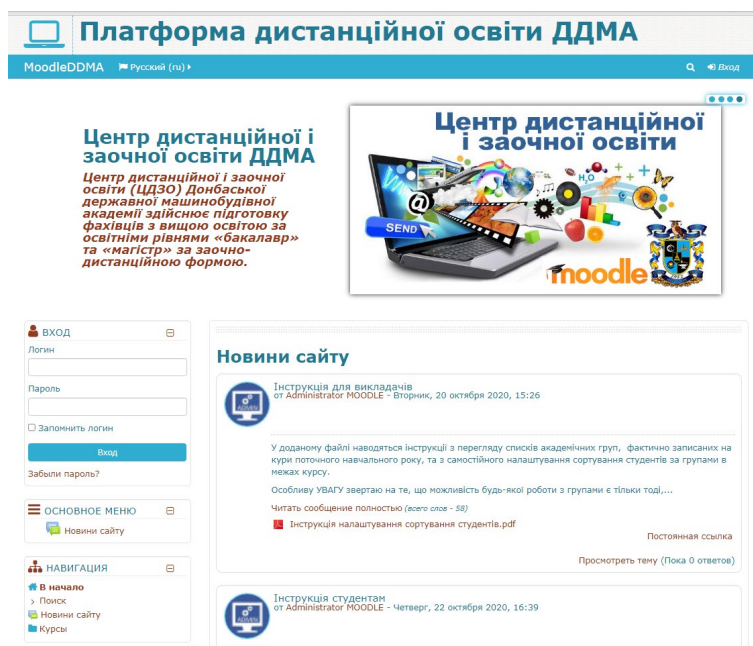 Платформа дистанційної освіти ДДМА
MoodleDDMA Русский (ru)
Вход
Центр дистанційної і
заочної освіти ДДМА
Центр дистанційної і заочної
освіти (ЦДЗО) Донбаської
державної машинобудівної
академії здійснює підготовку
фахівців з вищою освітою за
освітніми рівнями «бакалавр»
та «магістр» за заочно-
дистанційною формою.
Центр дистанційної
і заочної освіти
@
H₂O
SEND
moodle
ВХОД
Логин
Пароль
Запомнить логин
Вход
Забыли пароль?
ОСНОВНОЕ МЕНЮ
Новини сайту
НАВИГАЦИЯ
В начало
Поиск
Новини сайту
Курсы
Новини сайту
ADMIN
Інструкція для викладачів
от Administrator MOODLE - Вторник, 20 октября 2020, 15:26
У доданому файлі наводяться інструкції з перегляду списків академічних груп, фактично записаних на
кури поточного навчального року, та з самостійного налаштування сортування студентів за групами в
межах курсу.
Особливу УВАГУ звертаю на те, що можливість будь-якої роботи з групами є тільки тоді,...
Читать сообщение полностью (всего слов - 58)
Інструкція налаштування сортування студентів.pdf
Постоянная ссылка
Просмотреть тему (Пока 0 ответов)
ADMIN
Інструкція студентам
от Administrator MOODLE - Четверг, 22 октября 2020, 16:39